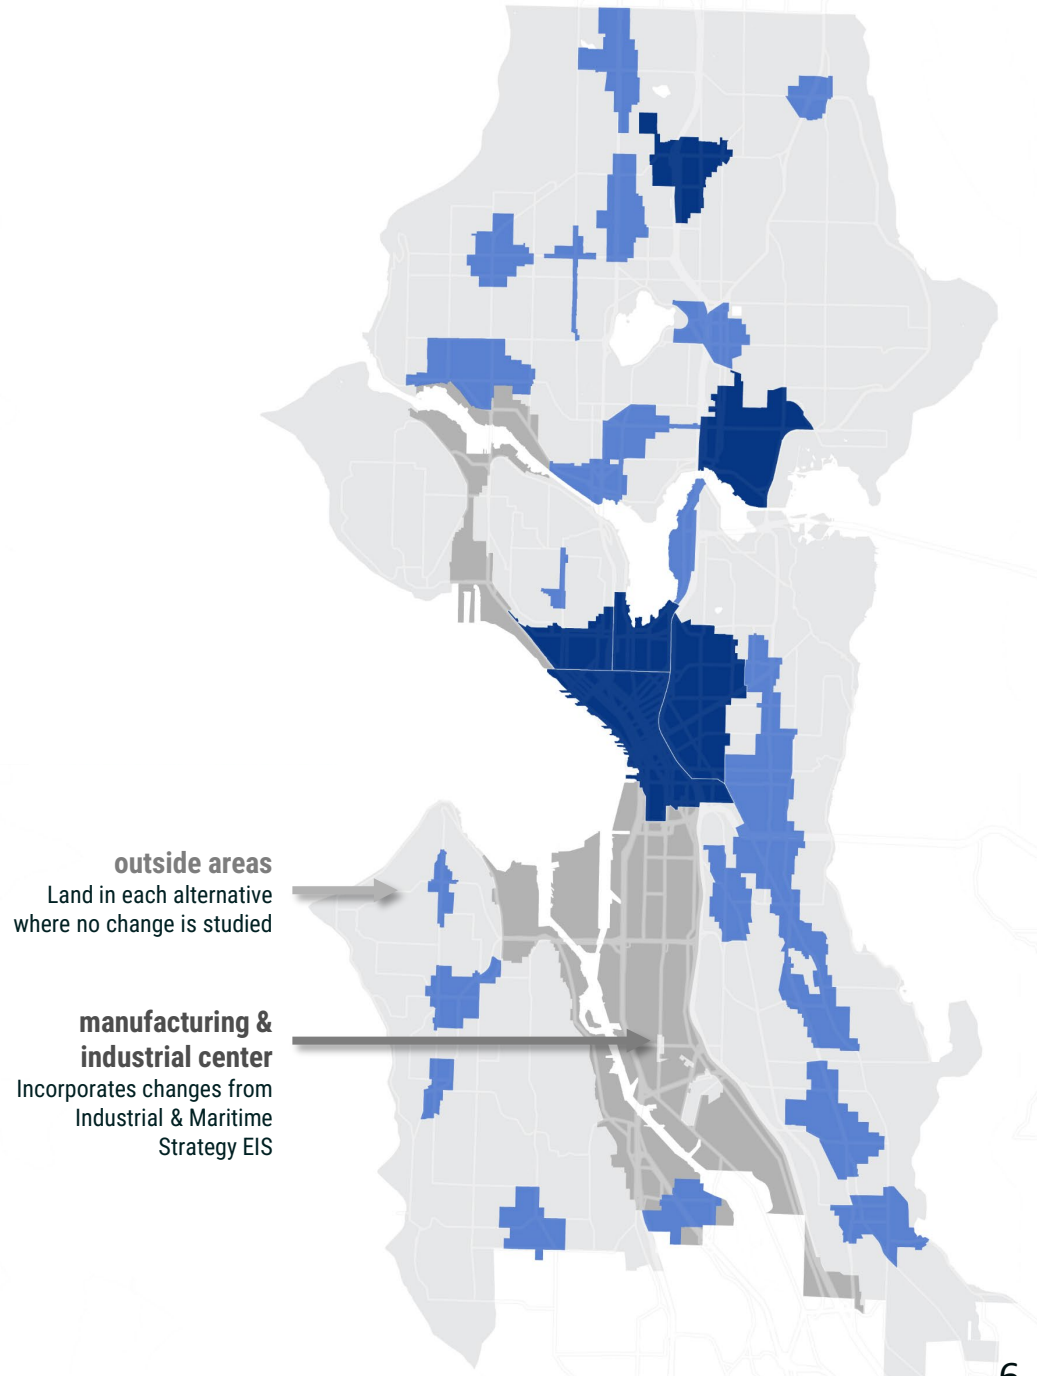 outside areas
Land in each alternative
where no change is studied
manufacturing &
industrial center
Incorporates changes from
Industrial & Maritime
Strategy EIS
6